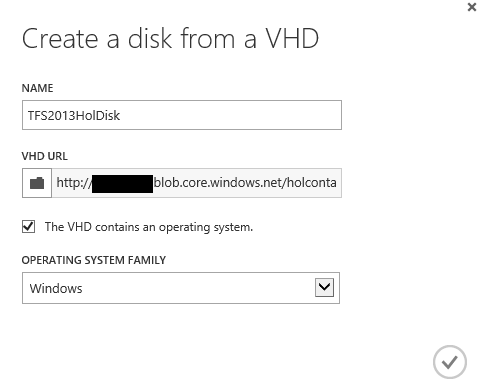 Create a disk from a VHD
NAME
TFS2013HolDisk
VHD URL
http:// blob.core.windows.net/holconta
The VHD contains an operating system.
OPERATING SYSTEM FAMILY
Windows